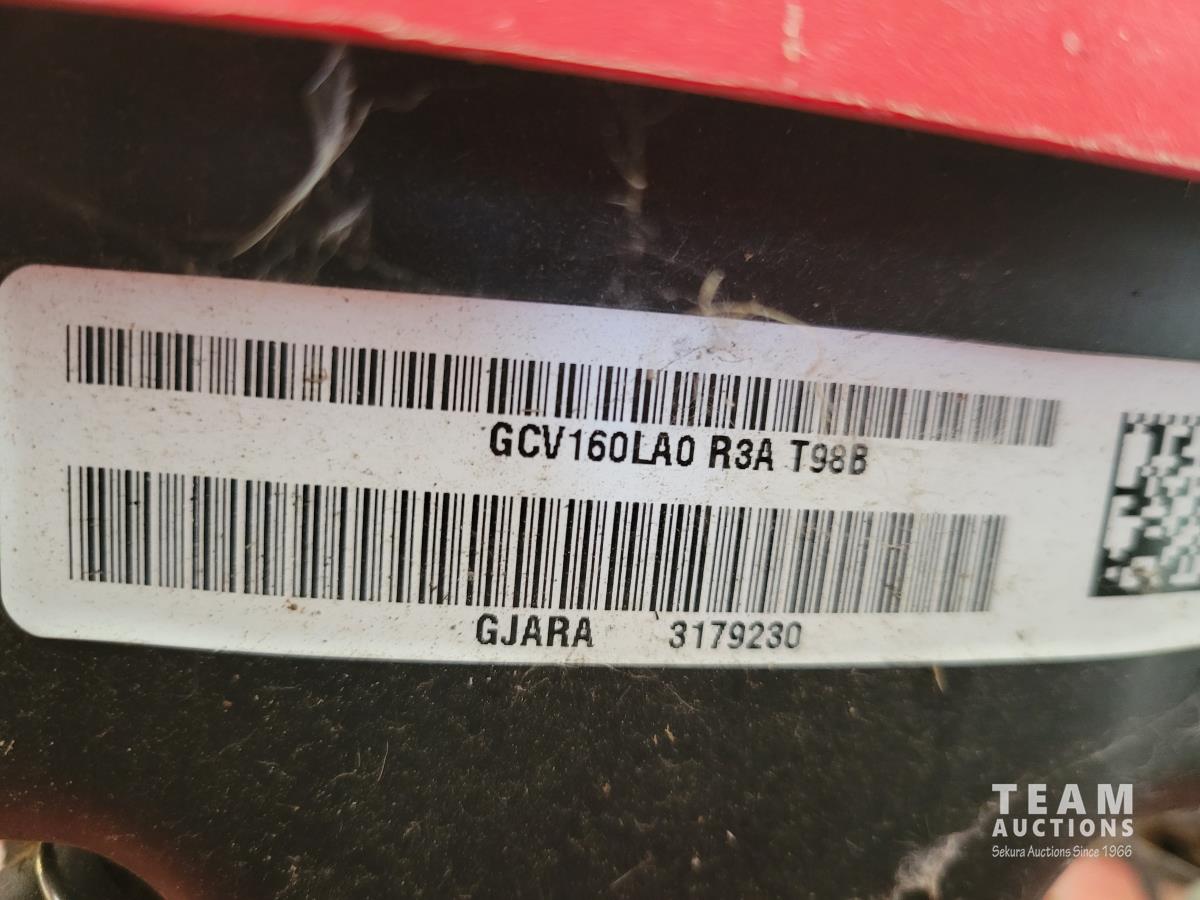 GCV160LA0 R3A T98B
GJARA 3179230
TEAM
AUCTIONS
Sekura Auctions Since 1966